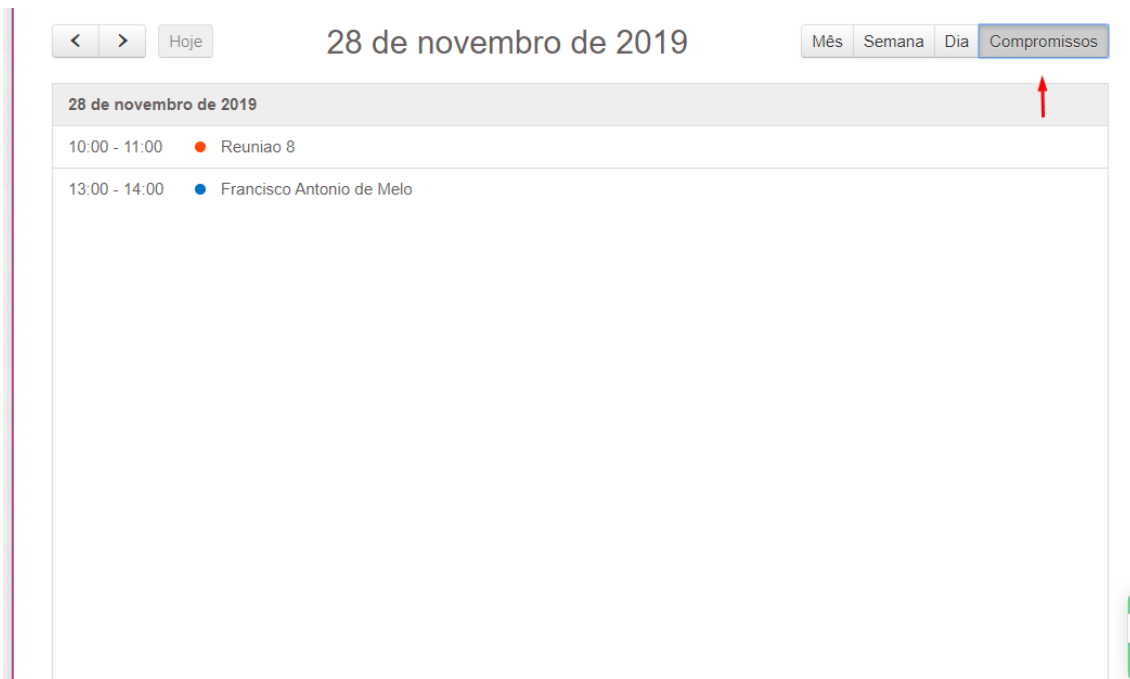 Hoje 28 de novembro de 2019 Mês Semana Dia Compromissos
28 de novembro de 2019
10:00 - 11:00 Reuniao 8
13:00 - 14:00 Francisco Antonio de Melo